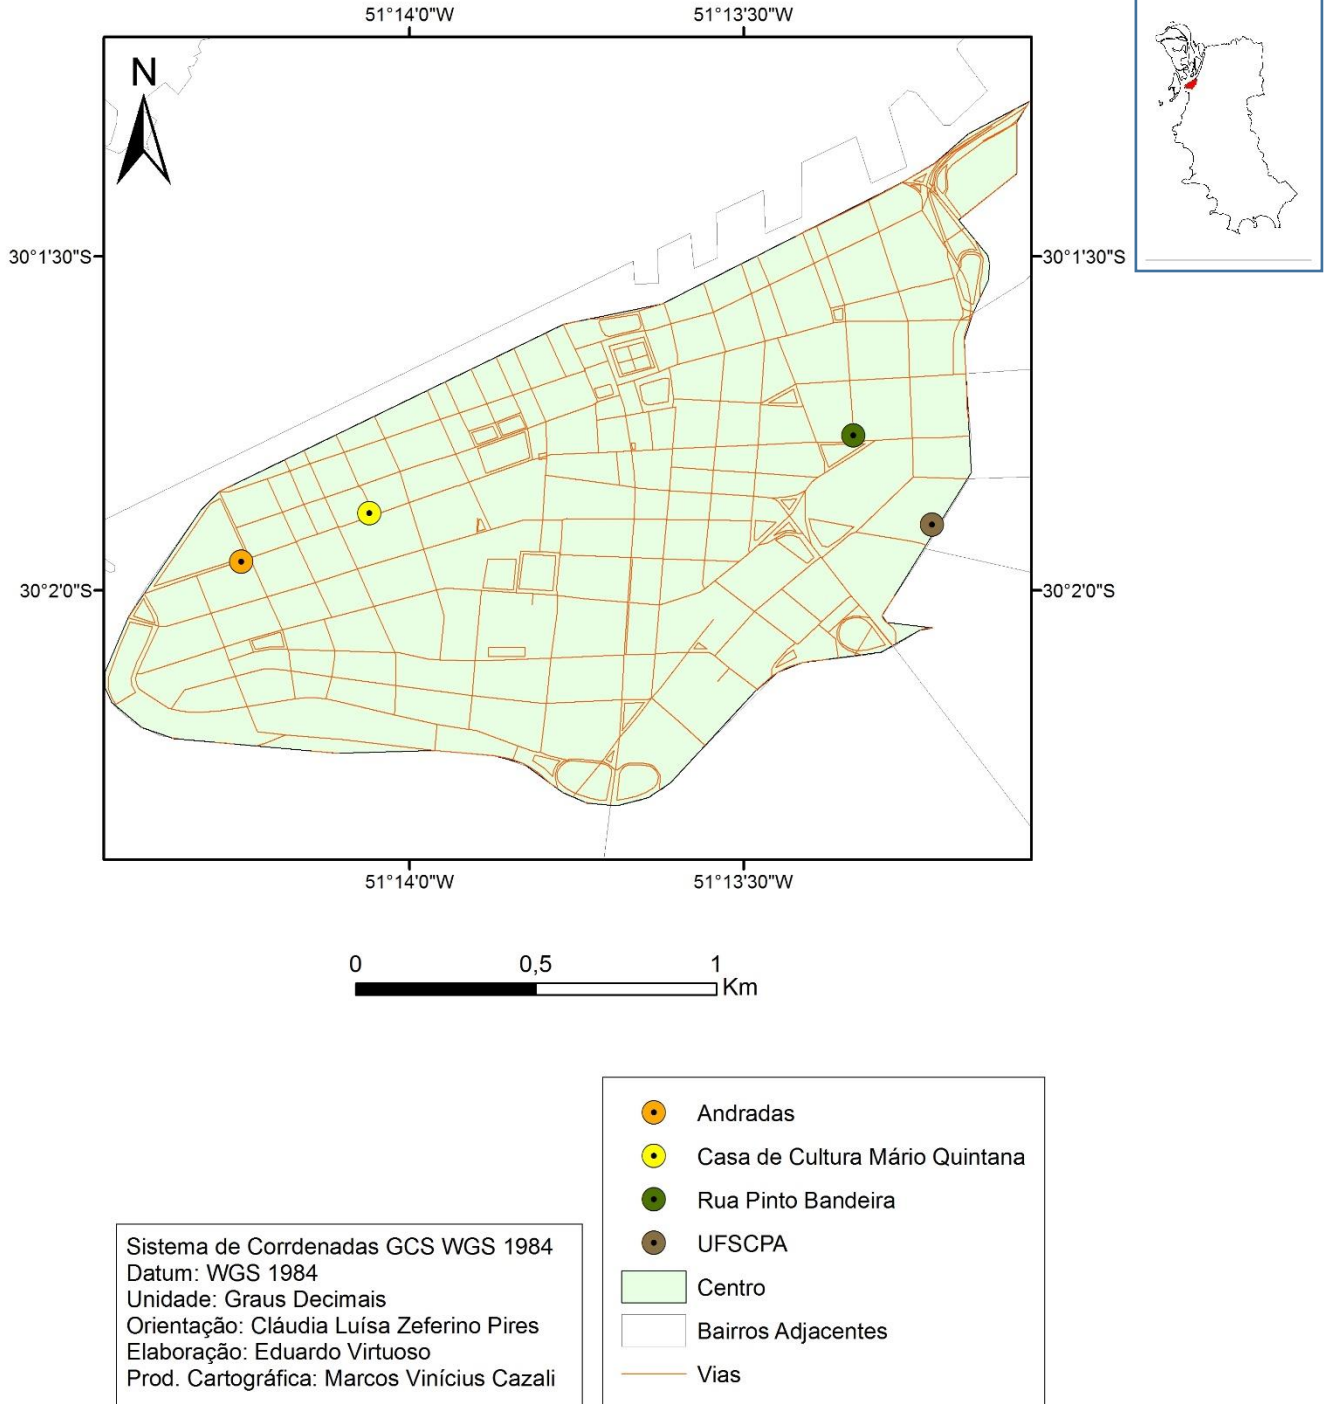 51°14'0"W
51°13'30"W
N
30°1'30"S
30°1'30"S
30°2'0"S
30°2'0"S
51°14'0"W
51°13'30"W
0
0,5
1
Km
Andradas
Casa de Cultura Mário Quintana
Rua Pinto Bandeira
UFSCPA
Centro
Bairros Adjacentes
Vias
Sistema de Corrdenadas GCS WGS 1984
Datum: WGS 1984
Unidade: Graus Decimais
Orientação: Cláudia Luísa Zeferino Pires
Elaboração: Eduardo Virtuoso
Prod. Cartográfica: Marcos Vinícius Cazali